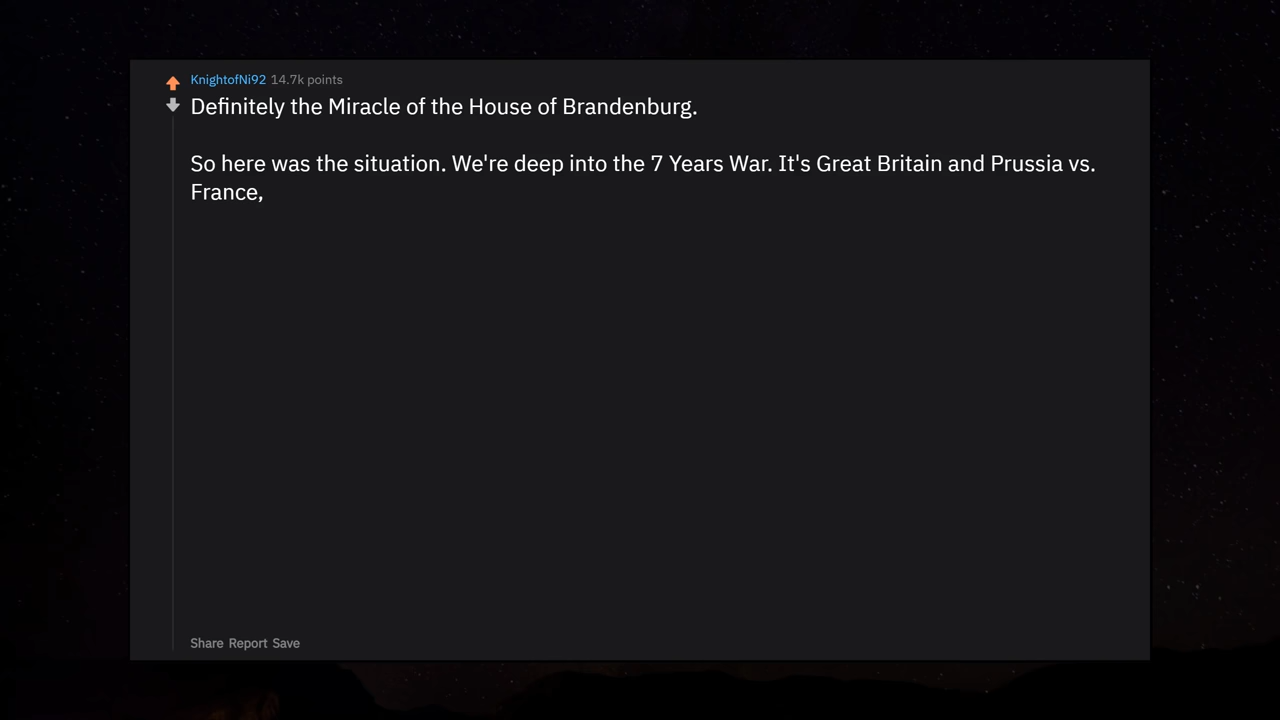 KnightofNi92 14.7k points
Definitely the Miracle of the House of Brandenburg.
So here was the situation. We're deep into the 7 Years War. It's Great Britain and Prussia vs.
France,
Share Report Save